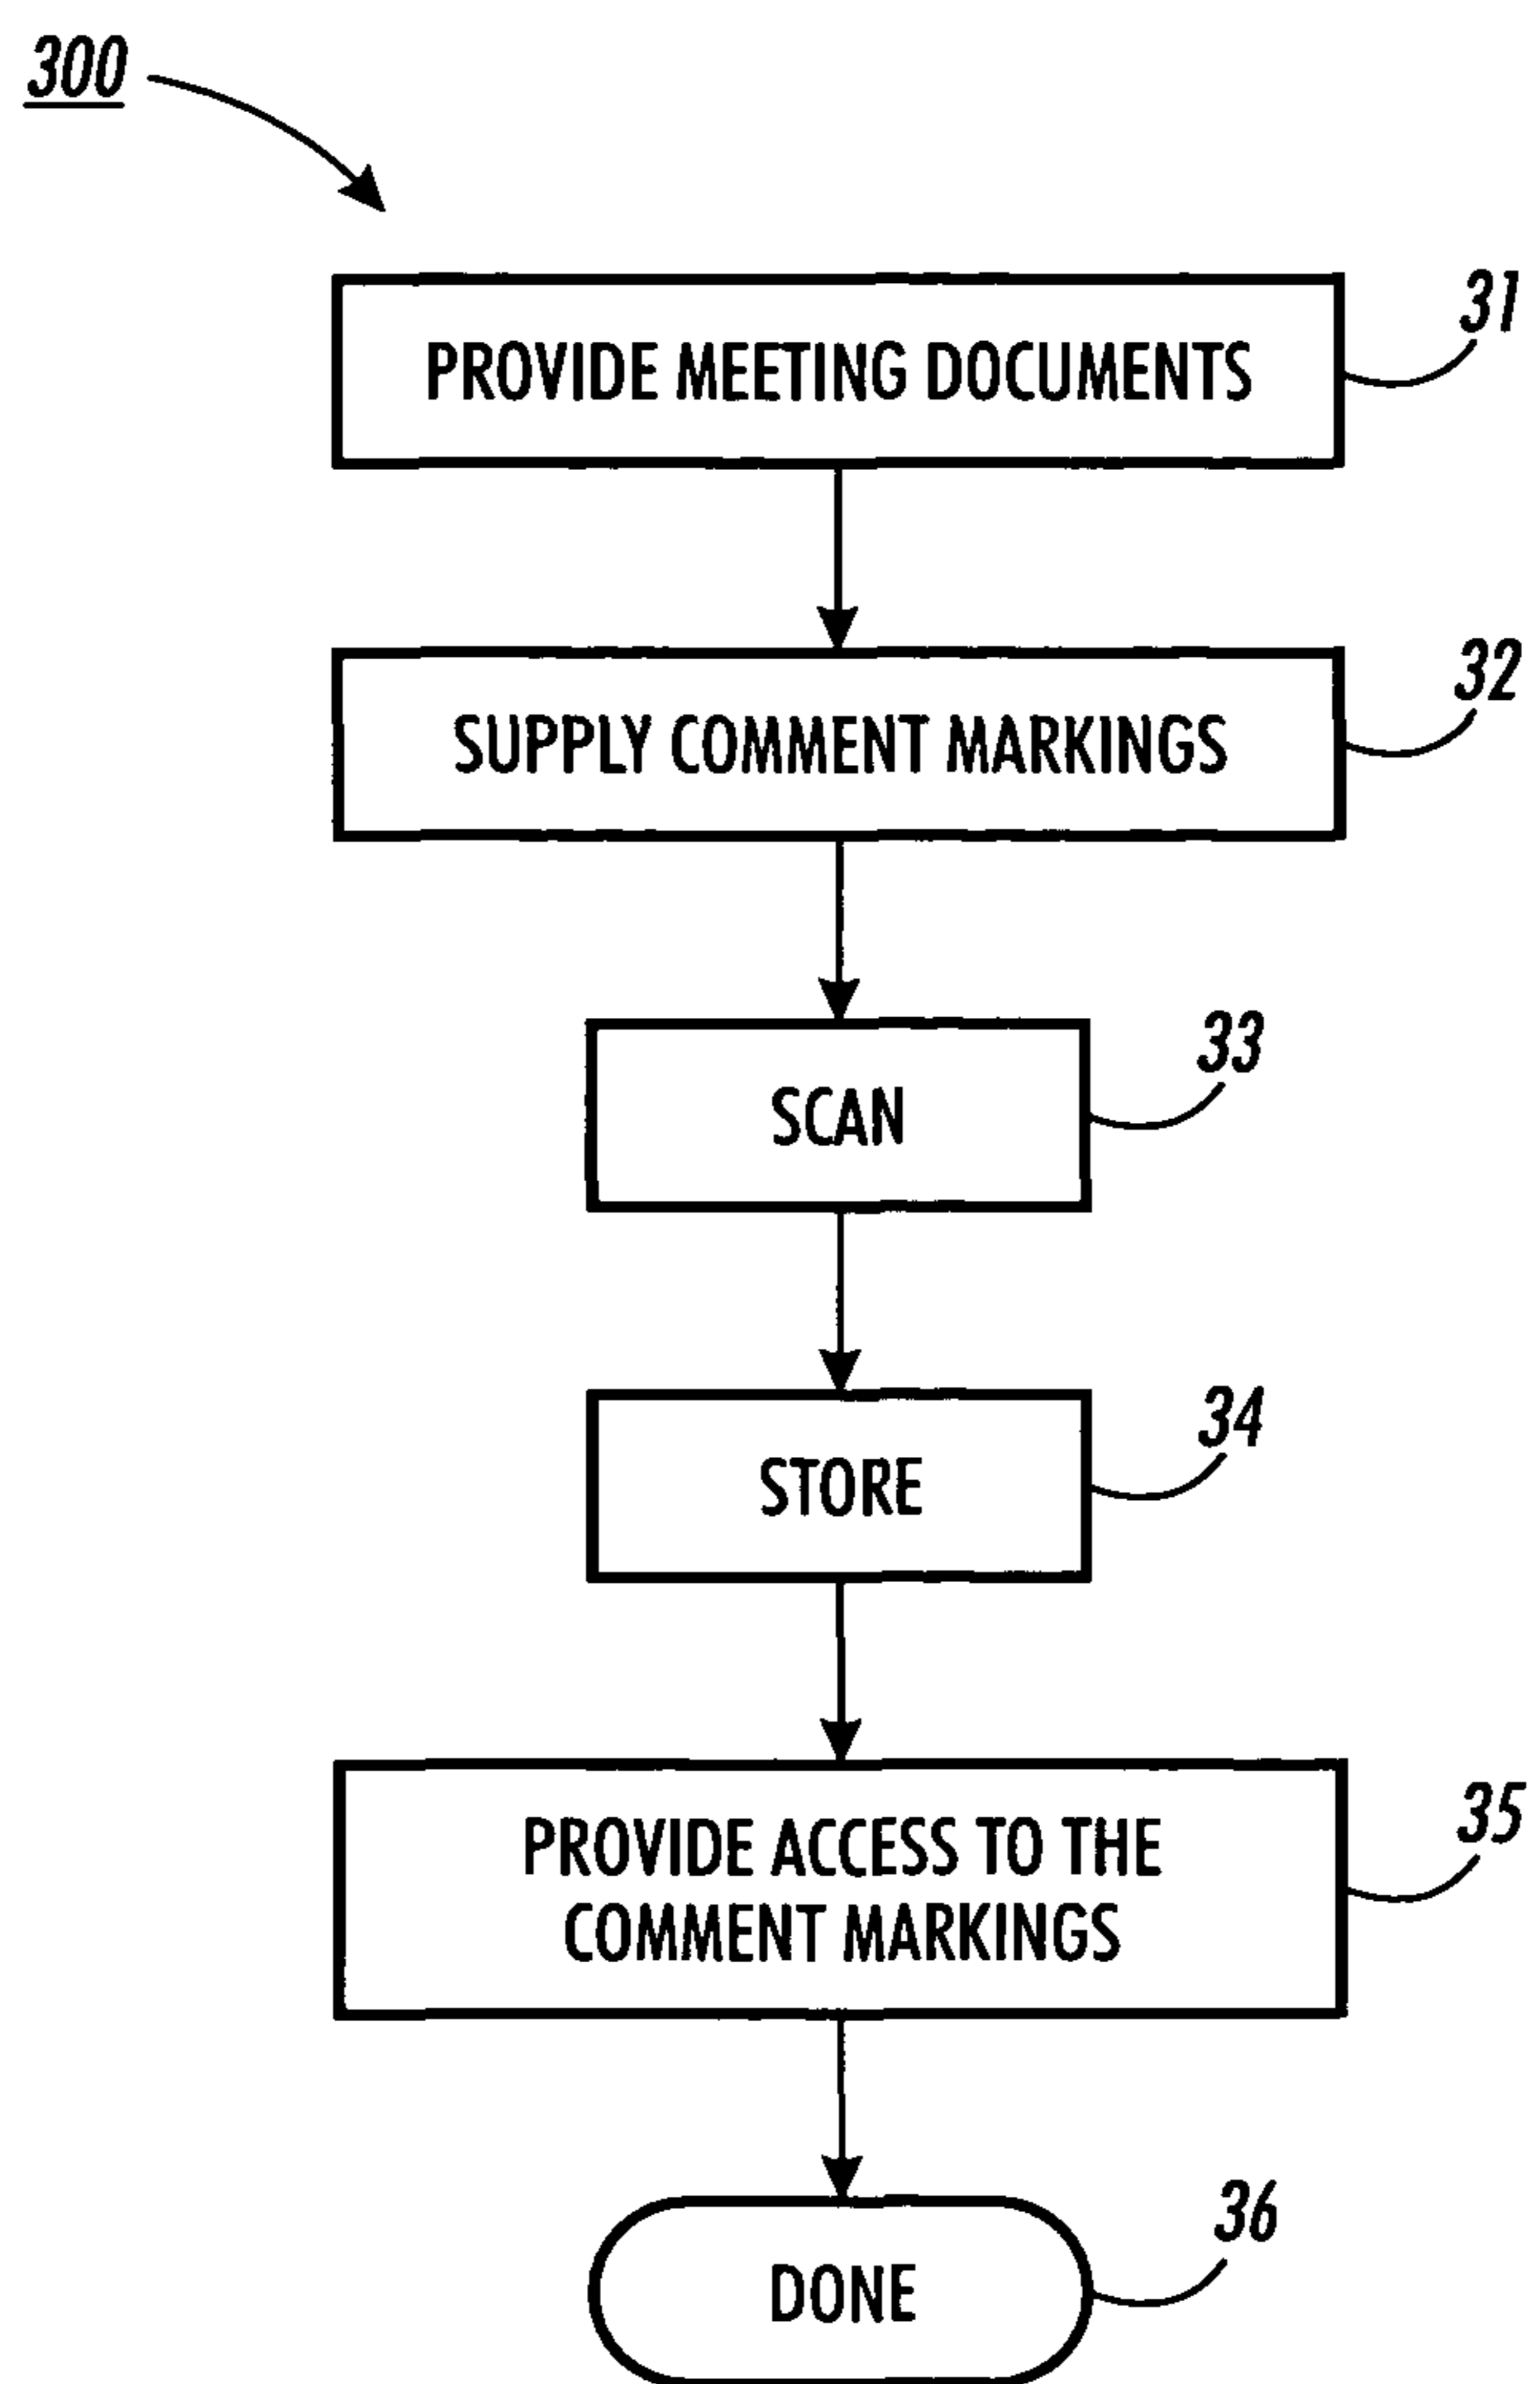 300
PROVIDE MEETING DOCUMENTS
31
SUPPLY COMMENT MARKINGS
32
SCAN
33
STORE
34
PROVIDE ACCESS TO THE
COMMENT MARKINGS
35
DONE
36